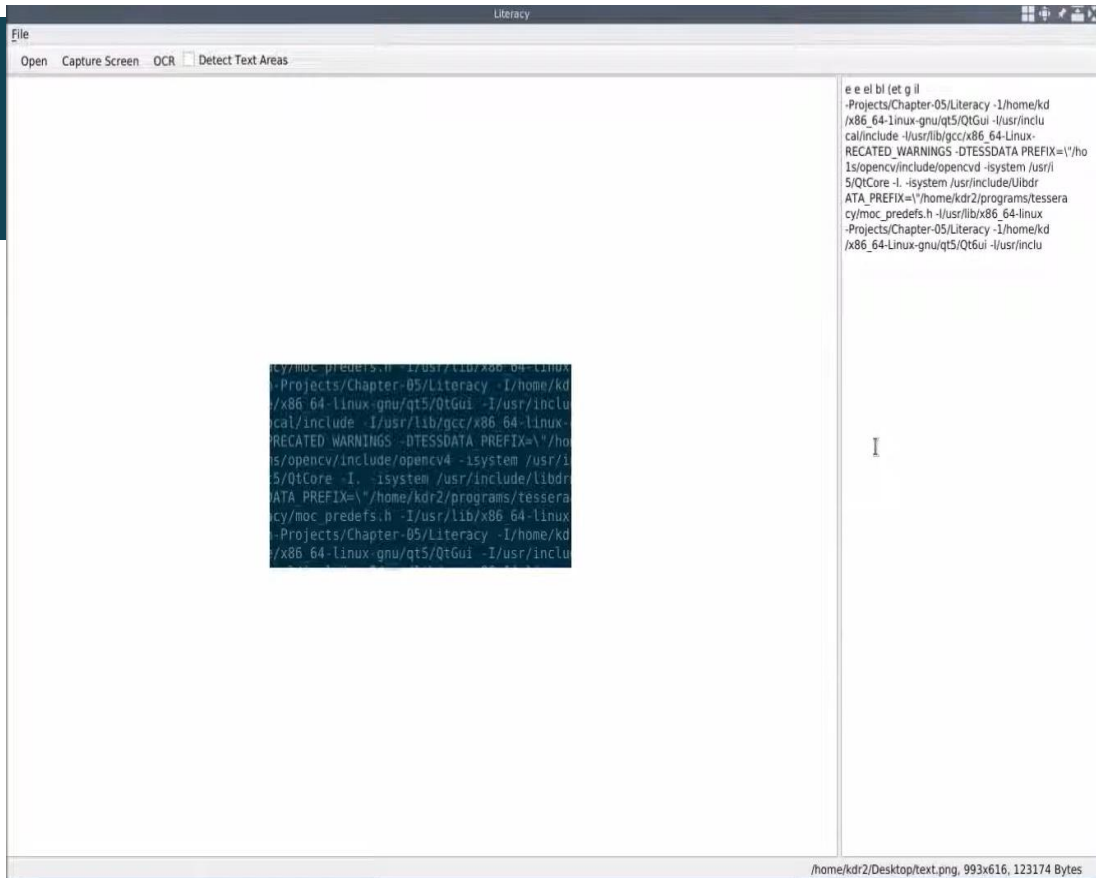 Literacy
File
Open Capture Screen OCR Detect Text Areas
e e el bl (et g il
-Projects/Chapter-05/Literacy -1/home/kd
/x86_64-1inux-gnu/qt5/QtGui -I/usr/inclu
cal/include -I/usr/lib/gcc/x86_64-Linux-
RECATED_WARNINGS -DTESSDATA PREFIX=\"/ho
1s/opencv/include/opencvd -isystem /usr/i
5/QtCore -I. -isystem /usr/include/Uibdr
ATA_PREFIX=\"/home/kdr2/programs/tessera
cy/moc_predefs.h -I/usr/lib/x86_64-linux
-Projects/Chapter-05/Literacy -1/home/kd
/x86_64-Linux-gnu/qt5/Qt6ui -I/usr/inclu
cy/moc predefs.h -I/usr/lib/x86 64-linux
-Projects/Chapter-05/Literacy -I/home/kd
/x86 64-linux-gnu/qt5/QtGui -I/usr/inclu
cal/include -I/usr/lib/gcc/x86 64-linux-
RECATED WARNINGS -DTESSDATA PREFIX=\"/ho
s/opencv/include/opencv4 -isystem /usr/i
5/QtCore -I. -isystem /usr/include/libdr
ATA PREFIX=\"/home/kdr2/programs/tessera
cy/moc predefs.h -I/usr/lib/x86 64-linux
-Projects/Chapter-05/Literacy -I/home/kd
/x86 64-linux-gnu/qt5/QtGui -I/usr/inclu
/home/kdr2/Desktop/text.png, 993x616, 123174 Bytes